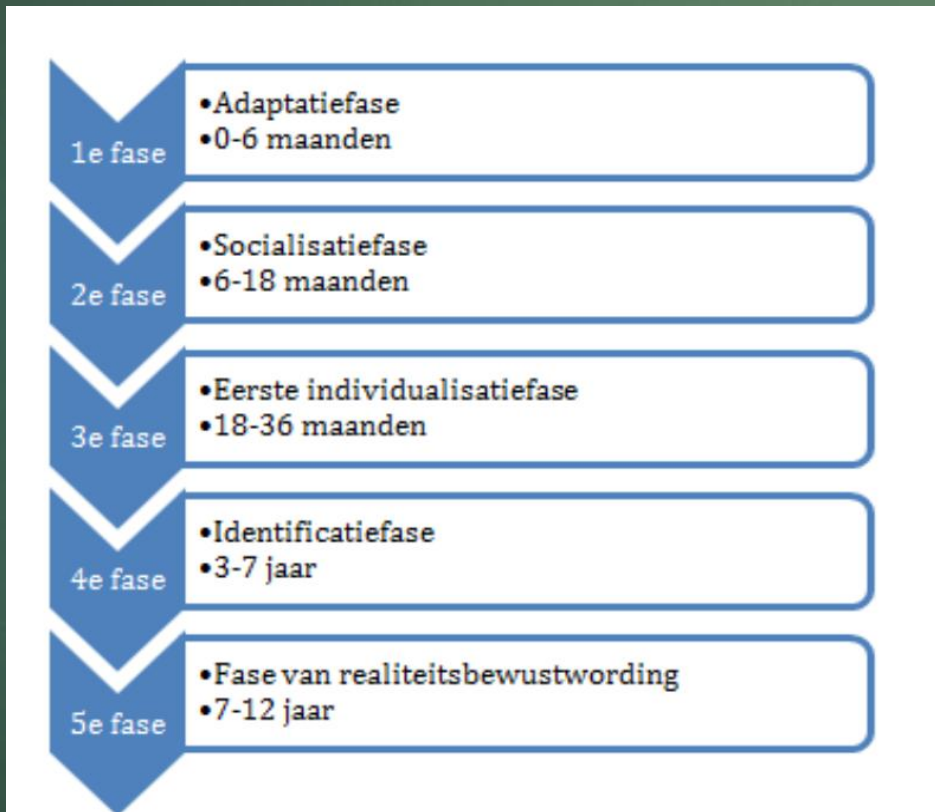 1e fase
•Adaptatiefase
•0-6 maanden
2e fase
•Socialisatiefase
•6-18 maanden
3e fase
•Eerste individualisatiefase
•18-36 maanden
4e fase
•Identificatiefase
•3-7 jaar
5e fase
•Fase van realiteitsbewustwording
•7-12 jaar